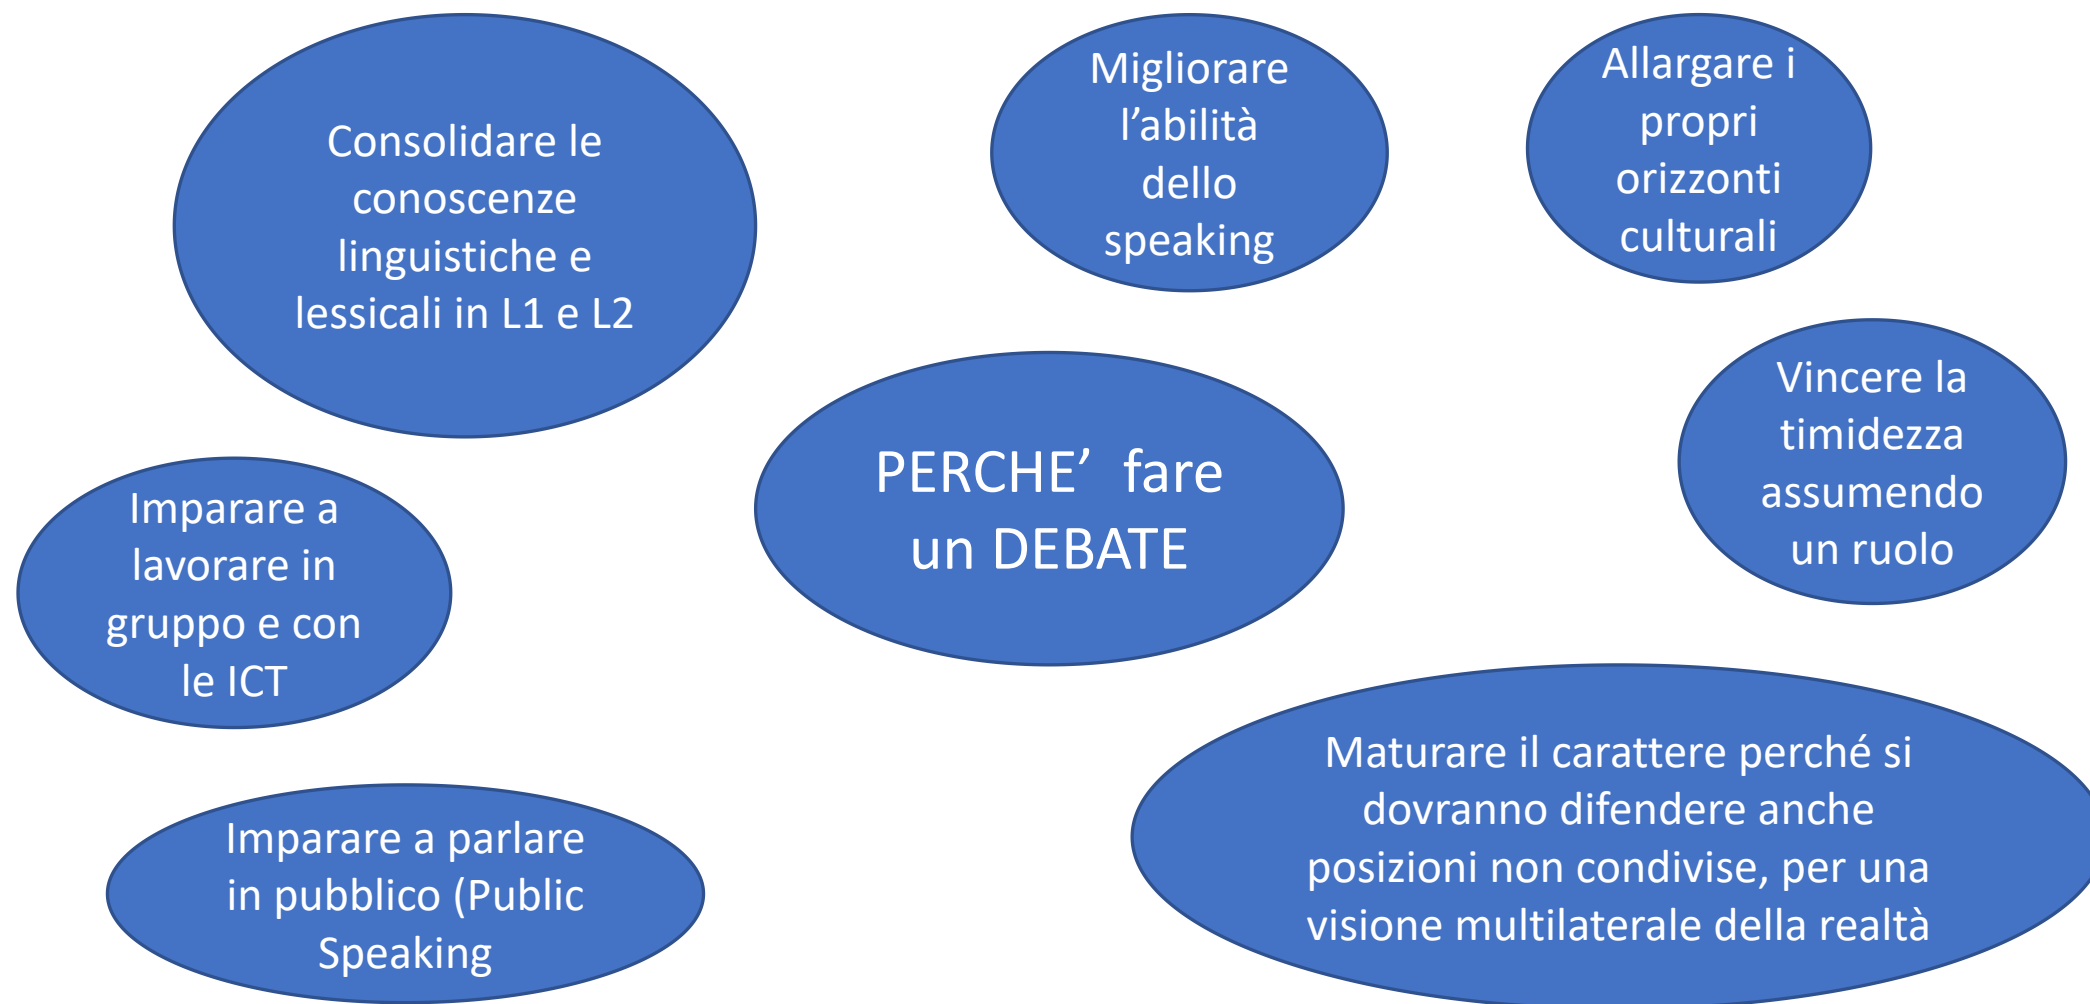 Consolidare le
conoscenze
linguistiche e
lessicali in L1 e L2
Migliorare
l’abilità
dello
speaking
Allargare i
propri
orizzonti
culturali
Vincere la
timidezza
assumendo
un ruolo
PERCHE’  fare
un DEBATE
Imparare a
lavorare in
gruppo e con
le ICT
Maturare il carattere perché si
dovranno difendere anche
posizioni non condivise, per una
visione multilaterale della realtà
Imparare a parlare
in pubblico (Public
Speaking